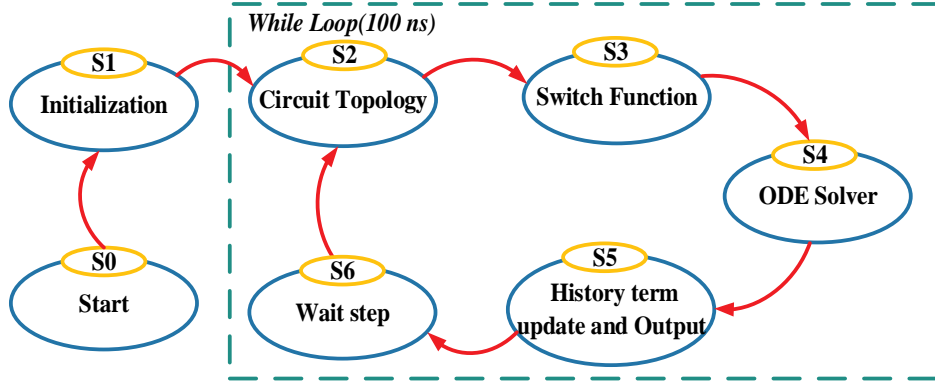 While Loop(100 ns)
S1
Initialization
S2
Circuit Topology
S3
Switch Function
S4
ODE Solver
S0
Start
S6
Wait step
S5
History term
update and Output